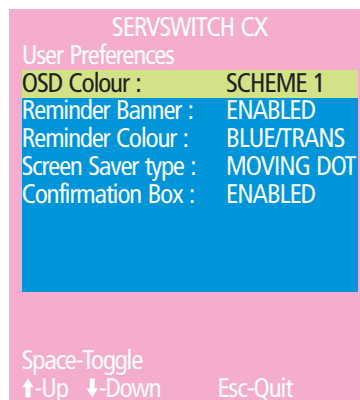 SERVSWITCH CX
User Preferences
OSD Colour : SCHEME 1
Reminder Banner : ENABLED
Reminder Colour : BLUE/TRANS
Screen Saver type : MOVING DOT
Confirmation Box : ENABLED
Space-Toggle
↑-Up ↓-Down Esc-Quit